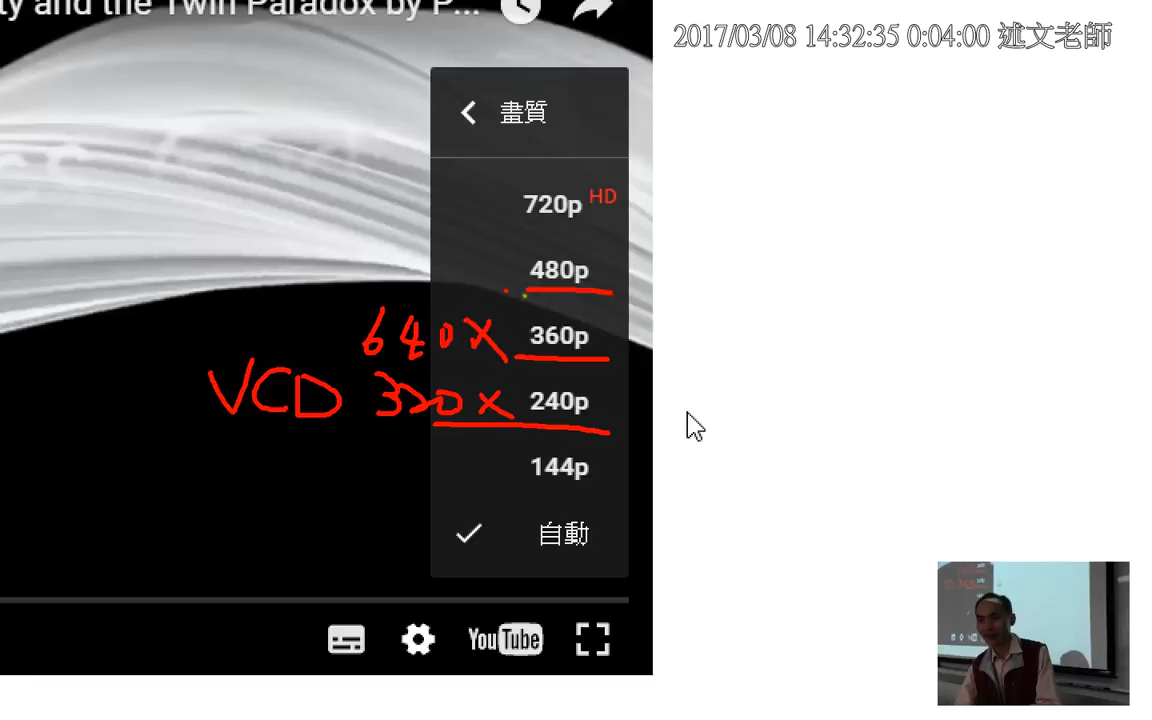 ty and the Twin Paradox by P...
2017/03/08 14:32:35 0:04:00 述文老師
畫質
720p HD
480p
640X 360p
VCD 320X 240p
144p
自動
YouTube